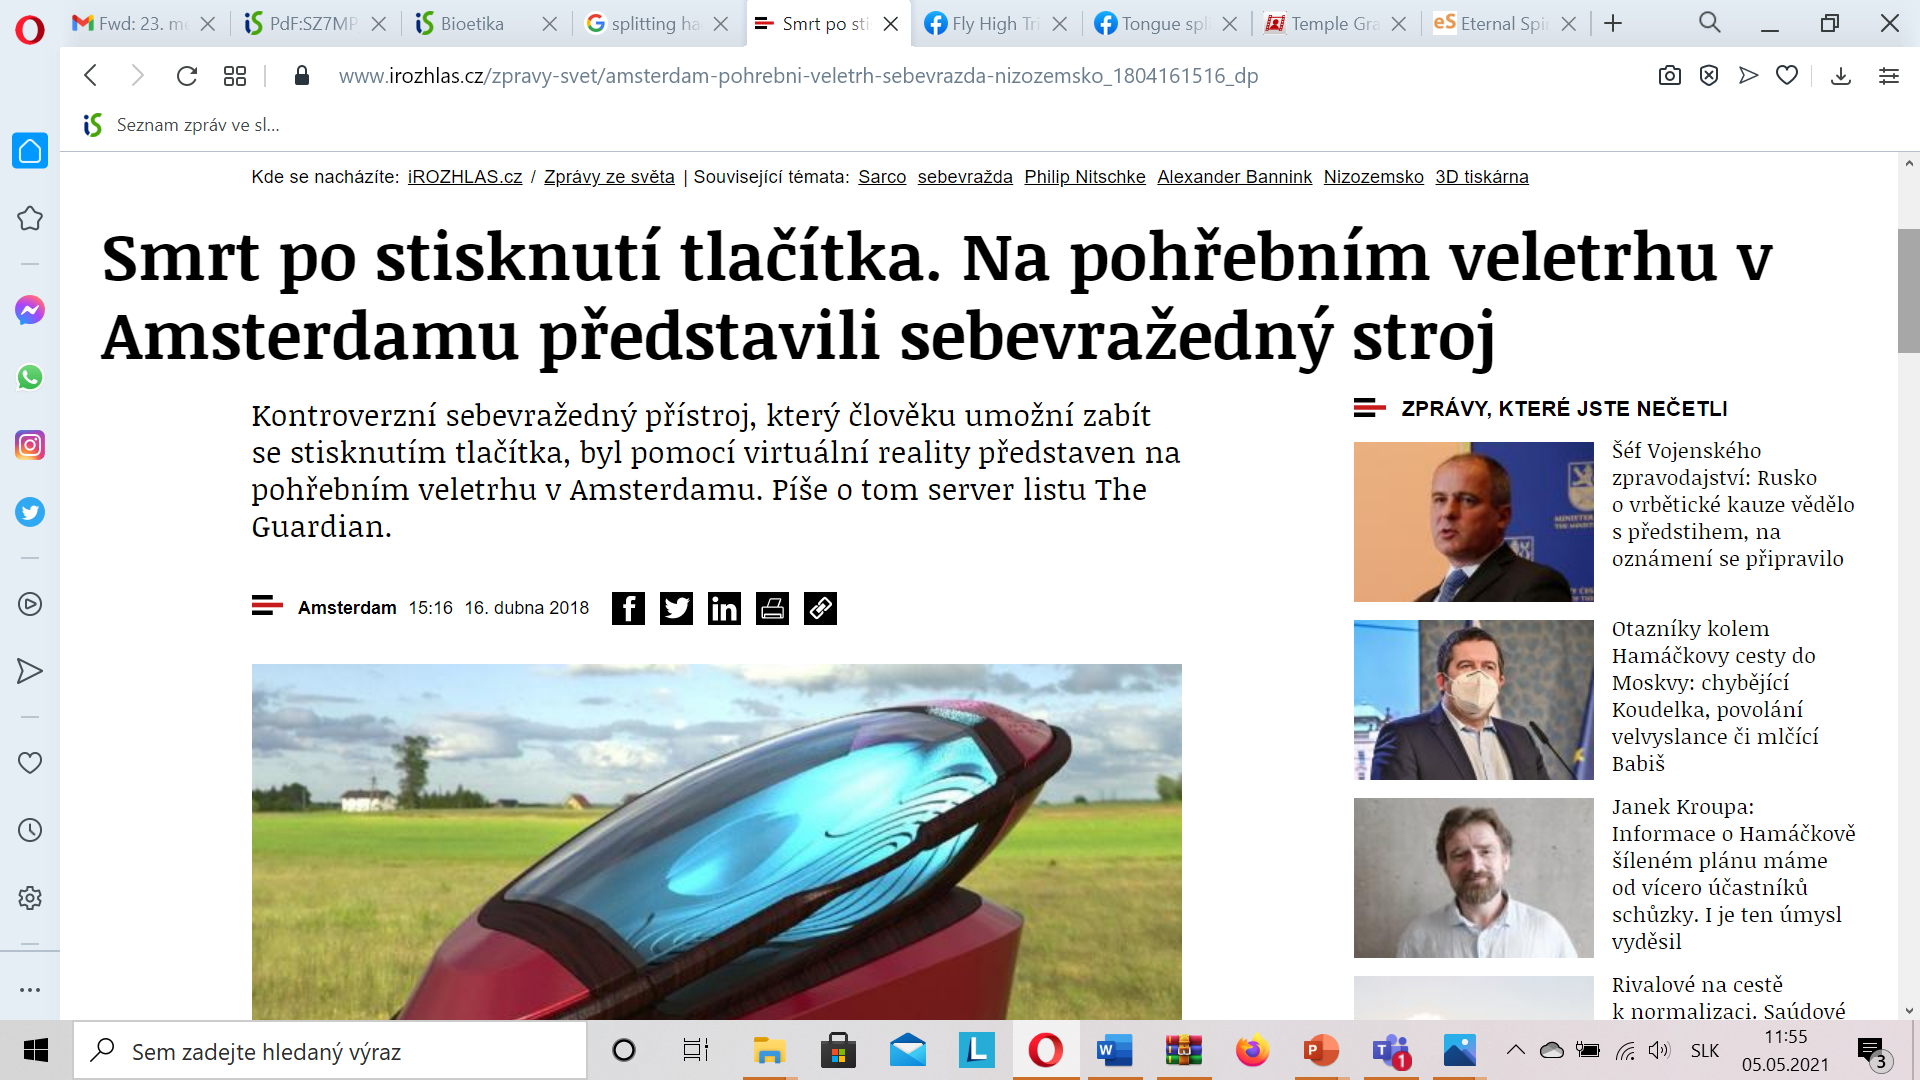 Fwd: 23. me
PdF:SZ7MP
Bioetika
splitting ha
Smrt po sti
Fly High Tri
Tongue spl
Temple Gra
Eternal Spi
www.irozhlas.cz/zpravy-svet/amsterdam-pohrebni-veletrh-sebevrazda-nizozemsko_1804161516_dp
Seznam zpráv ve sl...
Kde se nacházíte: iROZHLAS.cz / Zprávy ze světa | Související témata: Sarco sebevražda Philip Nitschke Alexander Bannink Nizozemsko 3D tiskárna
Smrt po stisknutí tlačítka. Na pohřebním veletrhu v
Amsterdamu představili sebevražedný stroj
Kontroverzní sebevražedný přístroj, který člověku umožní zabít
se stisknutím tlačítka, byl pomocí virtuální reality představen na
pohřebním veletrhu v Amsterdamu. Píše o tom server listu The
Guardian.
Amsterdam 15:16 16. dubna 2018
ZPRÁVY, KTERÉ JSTE NEČETLI
Šéf Vojenského
zpravodajství: Rusko
o vrbětické kauze vědělo
s předstihem, na
oznámení se připravilo
Otazníky kolem
Hamáčkovy cesty do
Moskvy: chybějící
Koudelka, povolání
velvyslance či mlčící
Babiš
Janek Kroupa:
Informace o Hamáčkově
šíleném plánu máme
od vícero účastníků
schůzky. I je ten úmysl
vyděsil
Rivalové na cestě
k normalizaci. Saúdové
Sem zadejte hledaný výraz
SLK
11:55
05.05.2021
1
3